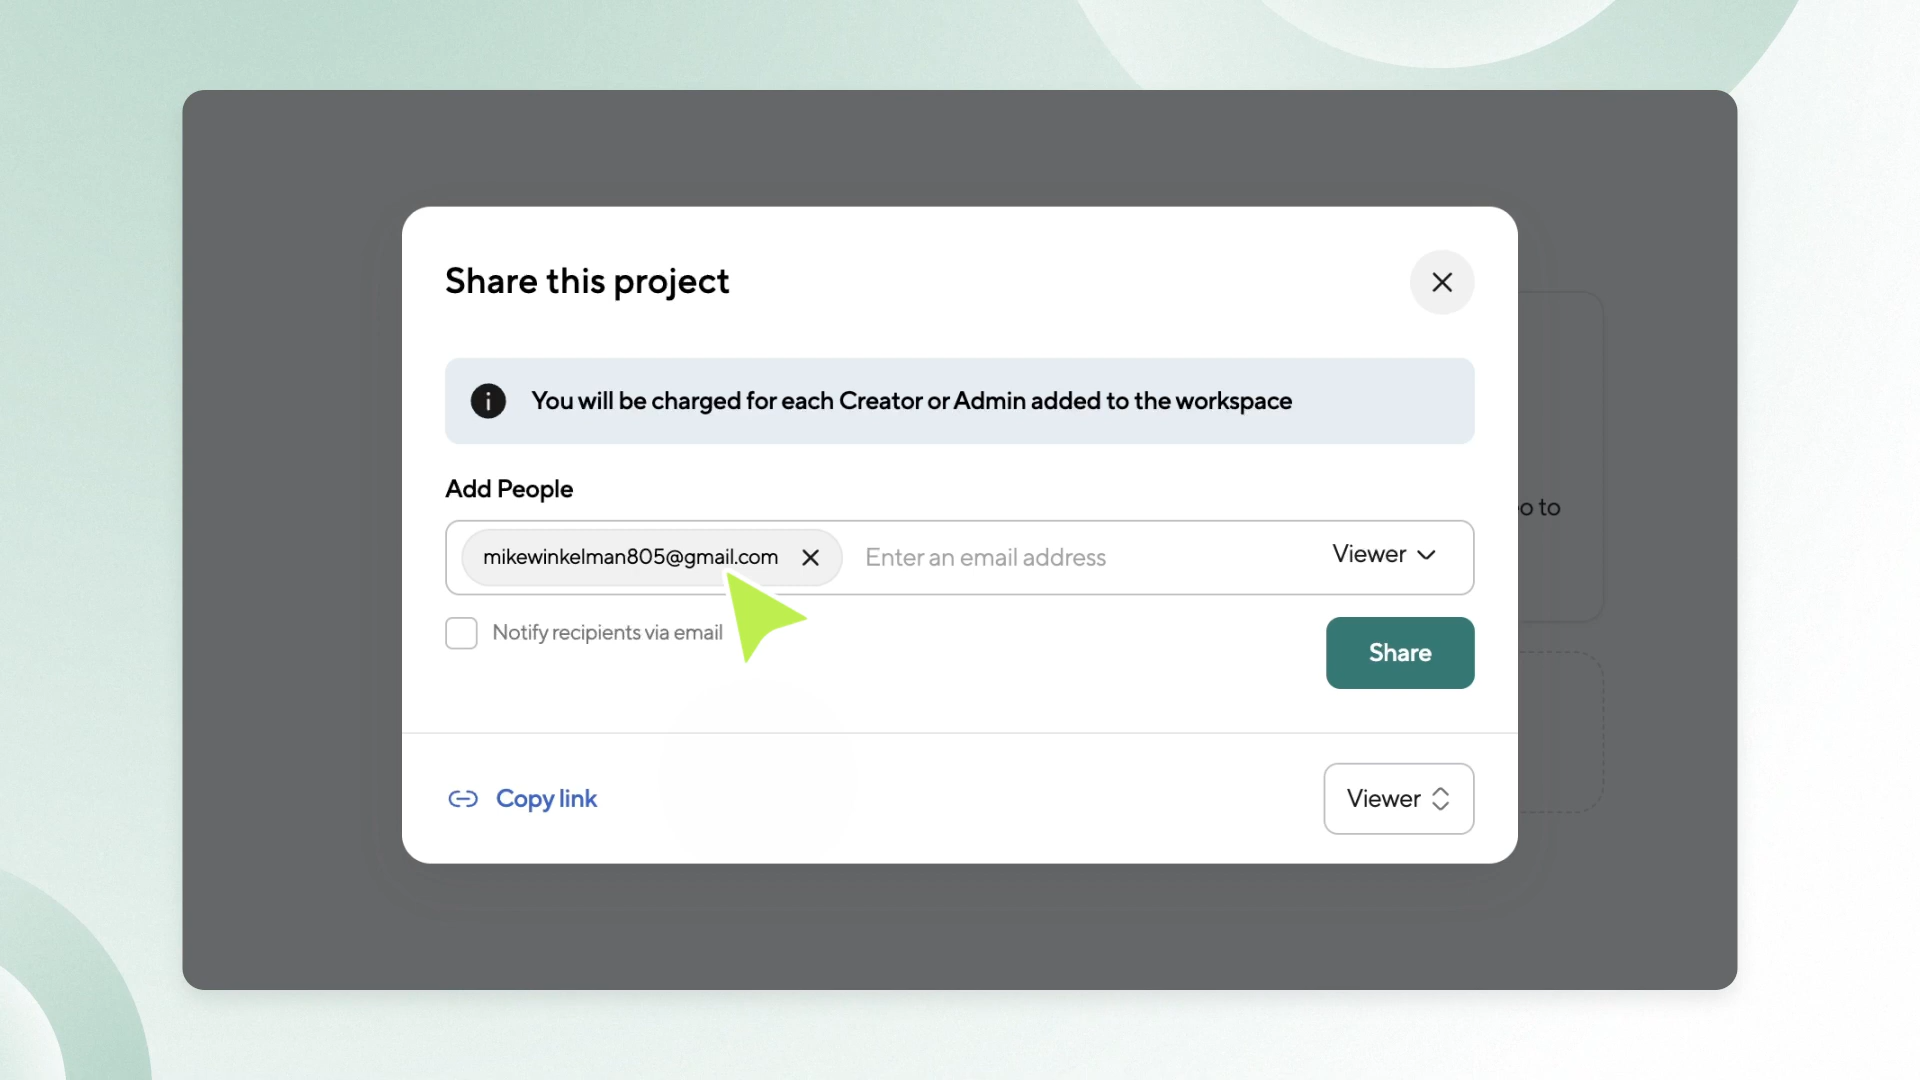 Share this project
You will be charged for each Creator or Admin added to the workspace
Add People
mikewinkelman805@gmail.com
Enter an email address
Viewer
Notify recipients via email
Share
Copy link
Viewer
to